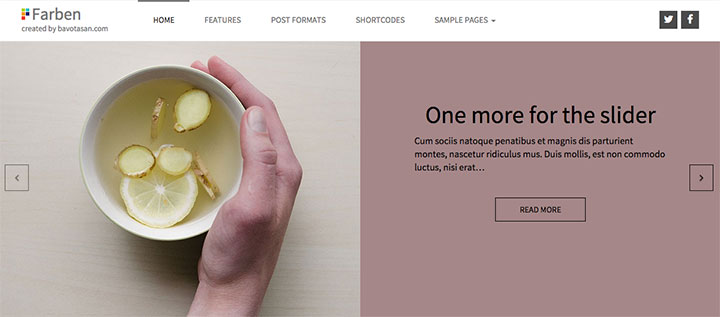 Farben
created by bavotasan.com
HOME
FEATURES
POST FORMATS
SHORTCODES
SAMPLE PAGES
One more for the slider
Cum sociis natoque penatibus et magnis dis parturient
montes, nascetur ridiculus mus. Duis mollis, est non commodo
luctus, nisi erat…
READ MORE